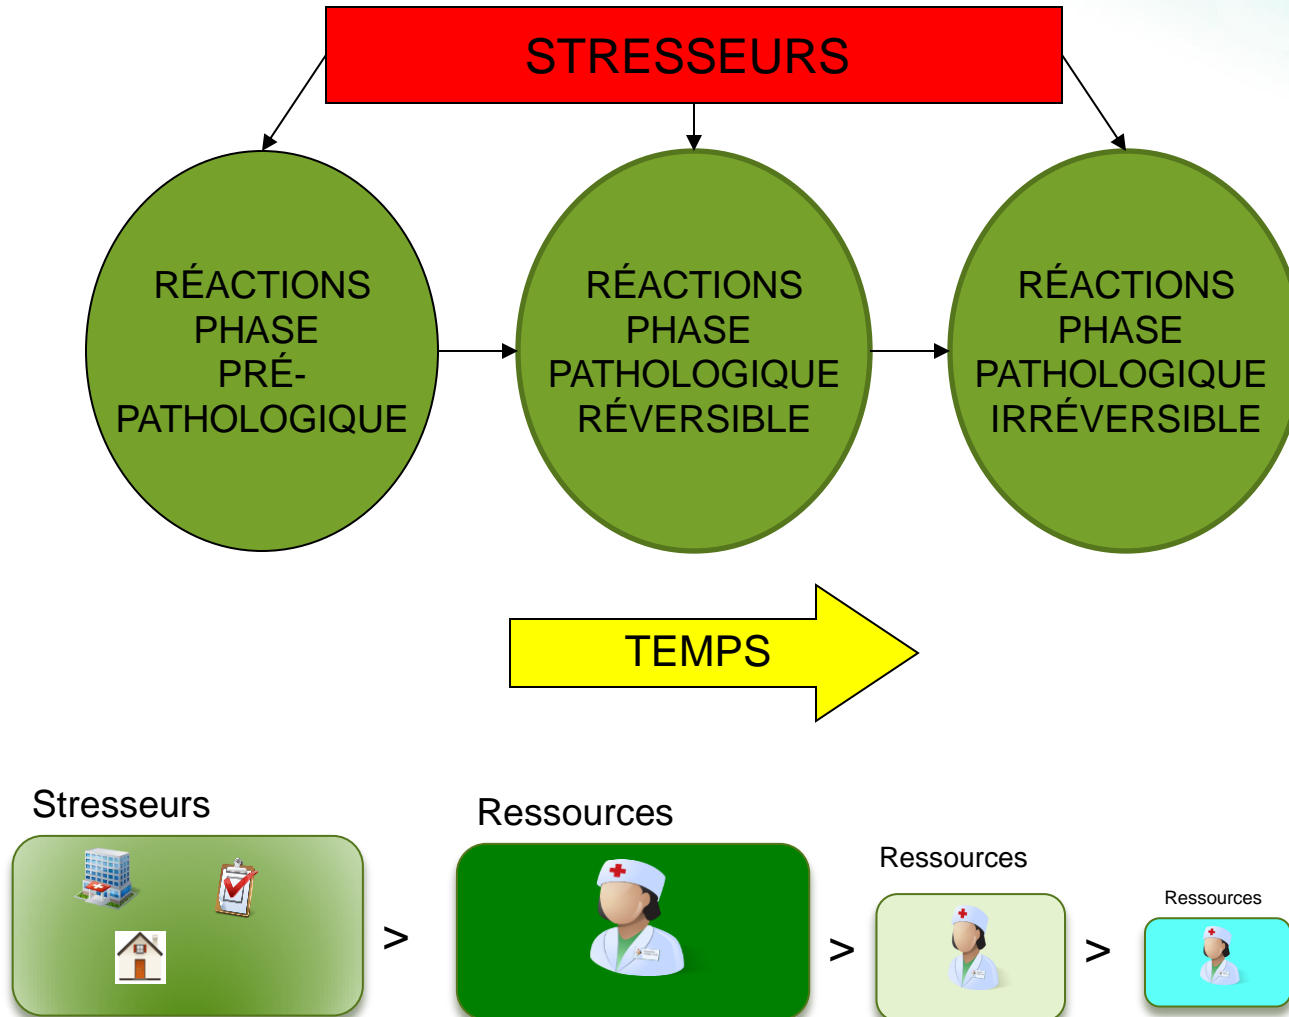 STRESSEURS
RÉACTIONS
PHASE
PRÉ-
PATHOLOGIQUE
RÉACTIONS
PHASE
PATHOLOGIQUE
RÉVERSIBLE
RÉACTIONS
PHASE
PATHOLOGIQUE
IRRÉVERSIBLE
TEMPS
Stresseurs
>
Ressources
>
Ressources
>
Ressources